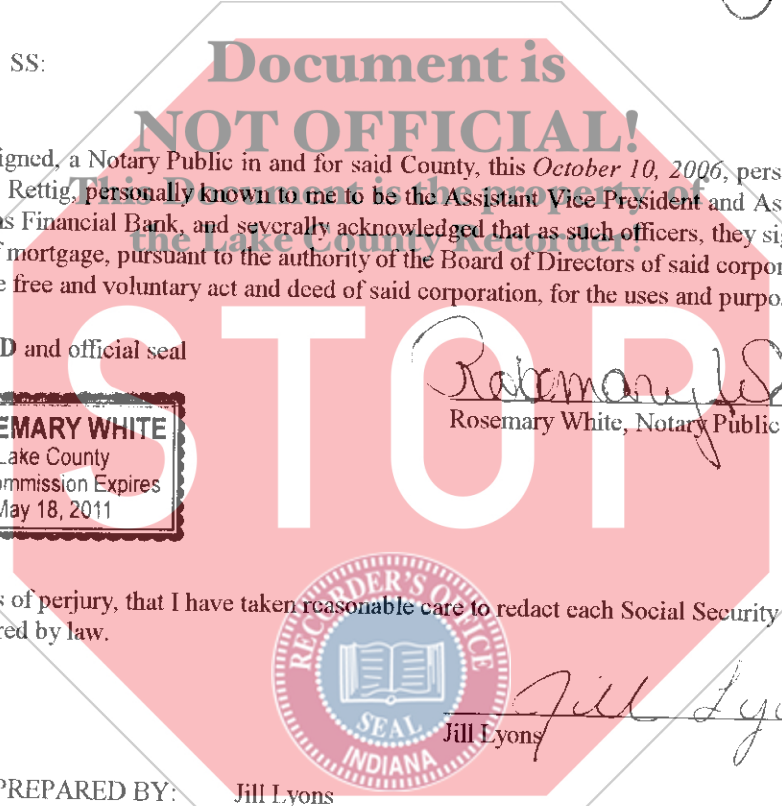 SS:
Document is
NOT OFFICIAL!
igned, a Notary Public in and for said County, this October 10, 2006, pers
This Document is the property of
Rettig, personally known to me to be the Assistant Vice President and As
the Lake County Recorder!
as Financial Bank, and severally acknowledged that as such officers, they sig
f mortgage, pursuant to the authority of the Board of Directors of said corpor
e free and voluntary act and deed of said corporation, for the uses and purpo
STOP
D and official seal
Rosemary White, Notary Public
EMARY WHITE
Lake County
ommission Expires
May 18, 2011
s of perjury, that I have taken reasonable care to redact each Social Security
red by law.
RECORDER'S OFFICE
SEAL
INDIANA
Jill Lyo
Jill Lyons
PREPARED BY: Jill Lyons